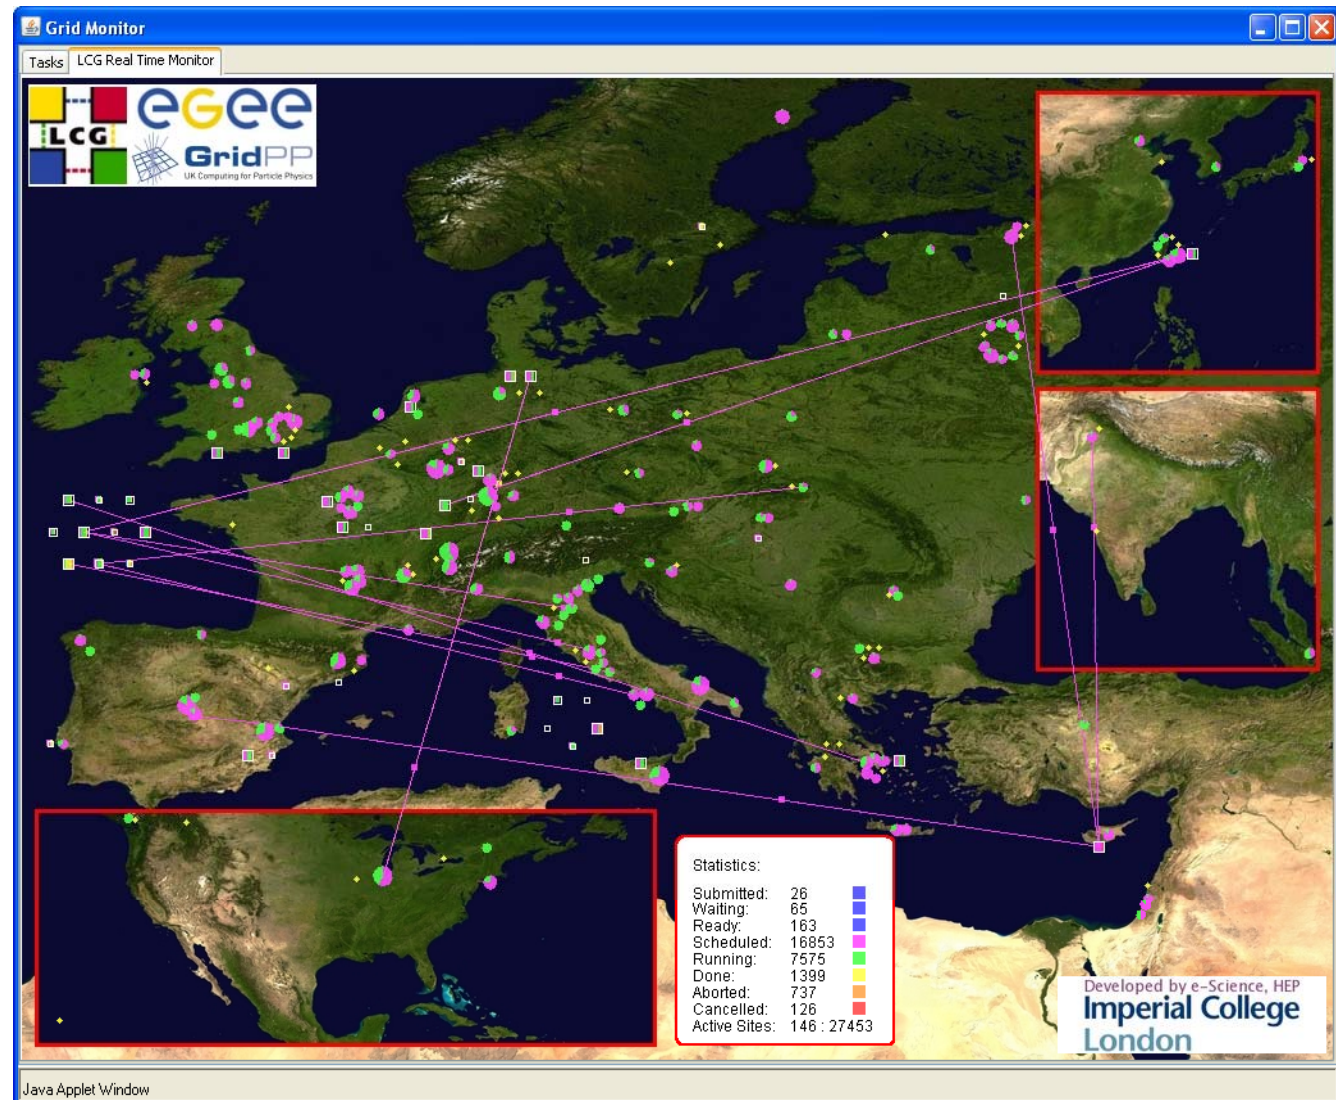 Grid Monitor
Tasks
LCG Real Time Monitor
LCG
eGee
GridPP
UK Computing for Particle Physics
Statistics:
Submitted: 26
Waiting: 65
Ready: 163
Scheduled: 16853
Running: 7575
Done: 1399
Aborted: 737
Cancelled: 126
Active Sites: 146 : 27453
Developed by e-Science, HEP
Imperial College
London
Java Applet Window